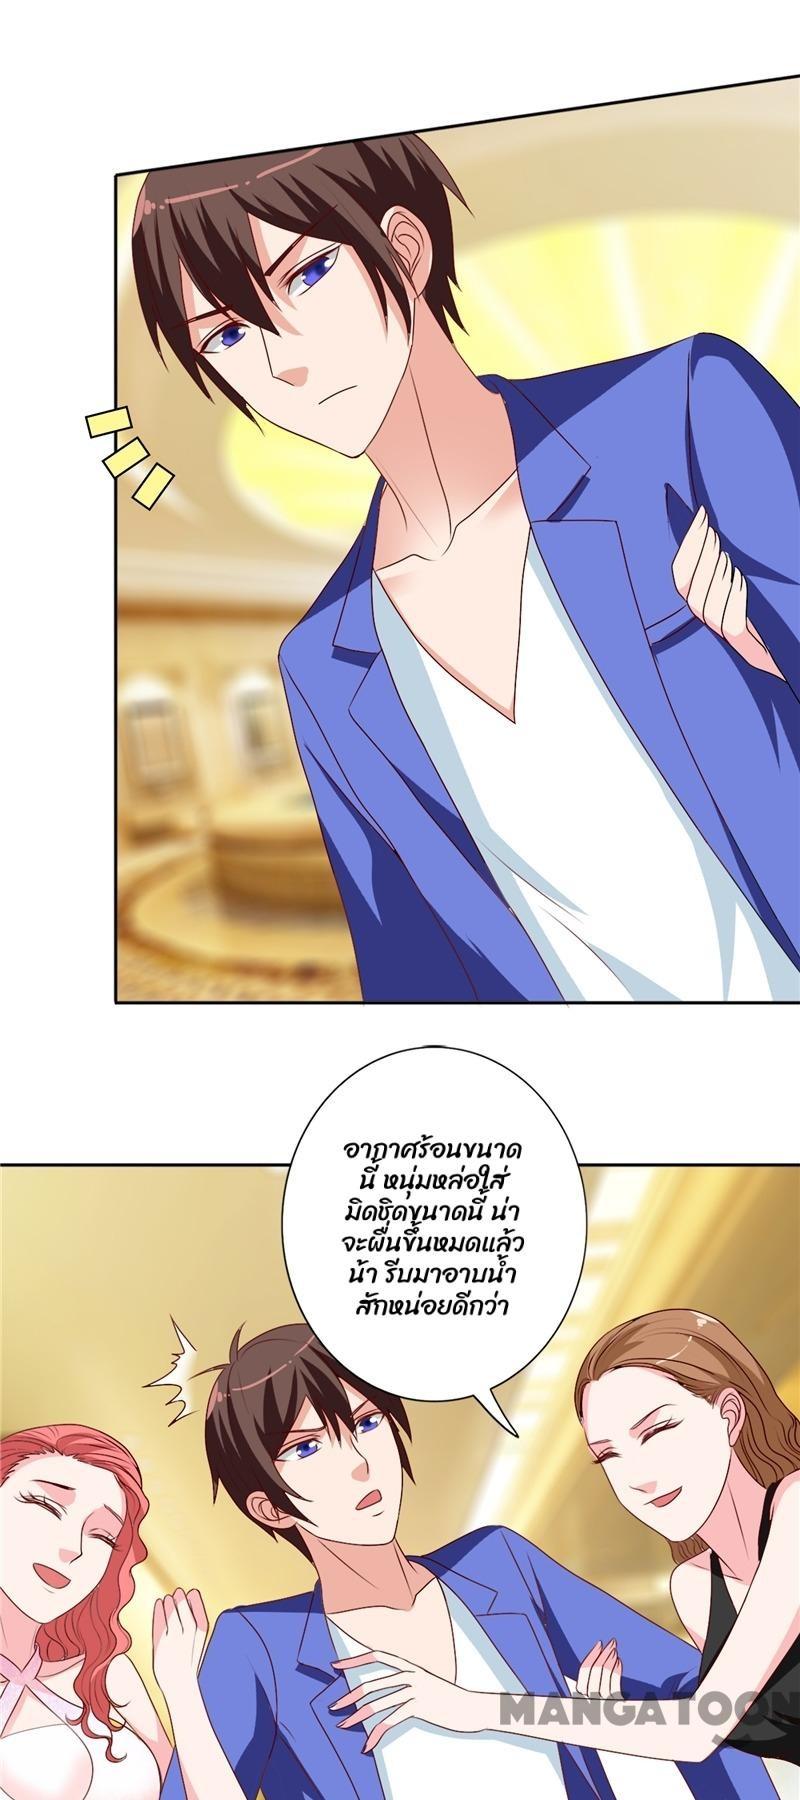 อากาศร้อนขนาด
นี้ หนุ่มหล่อใส่
มิดชิดขนาดนี้ น่า
จะผื่นขึ้นหมดแล้ว
น้า รีบมาอาบน้ำ
สักหน่อยดีกว่า
MANGATOON